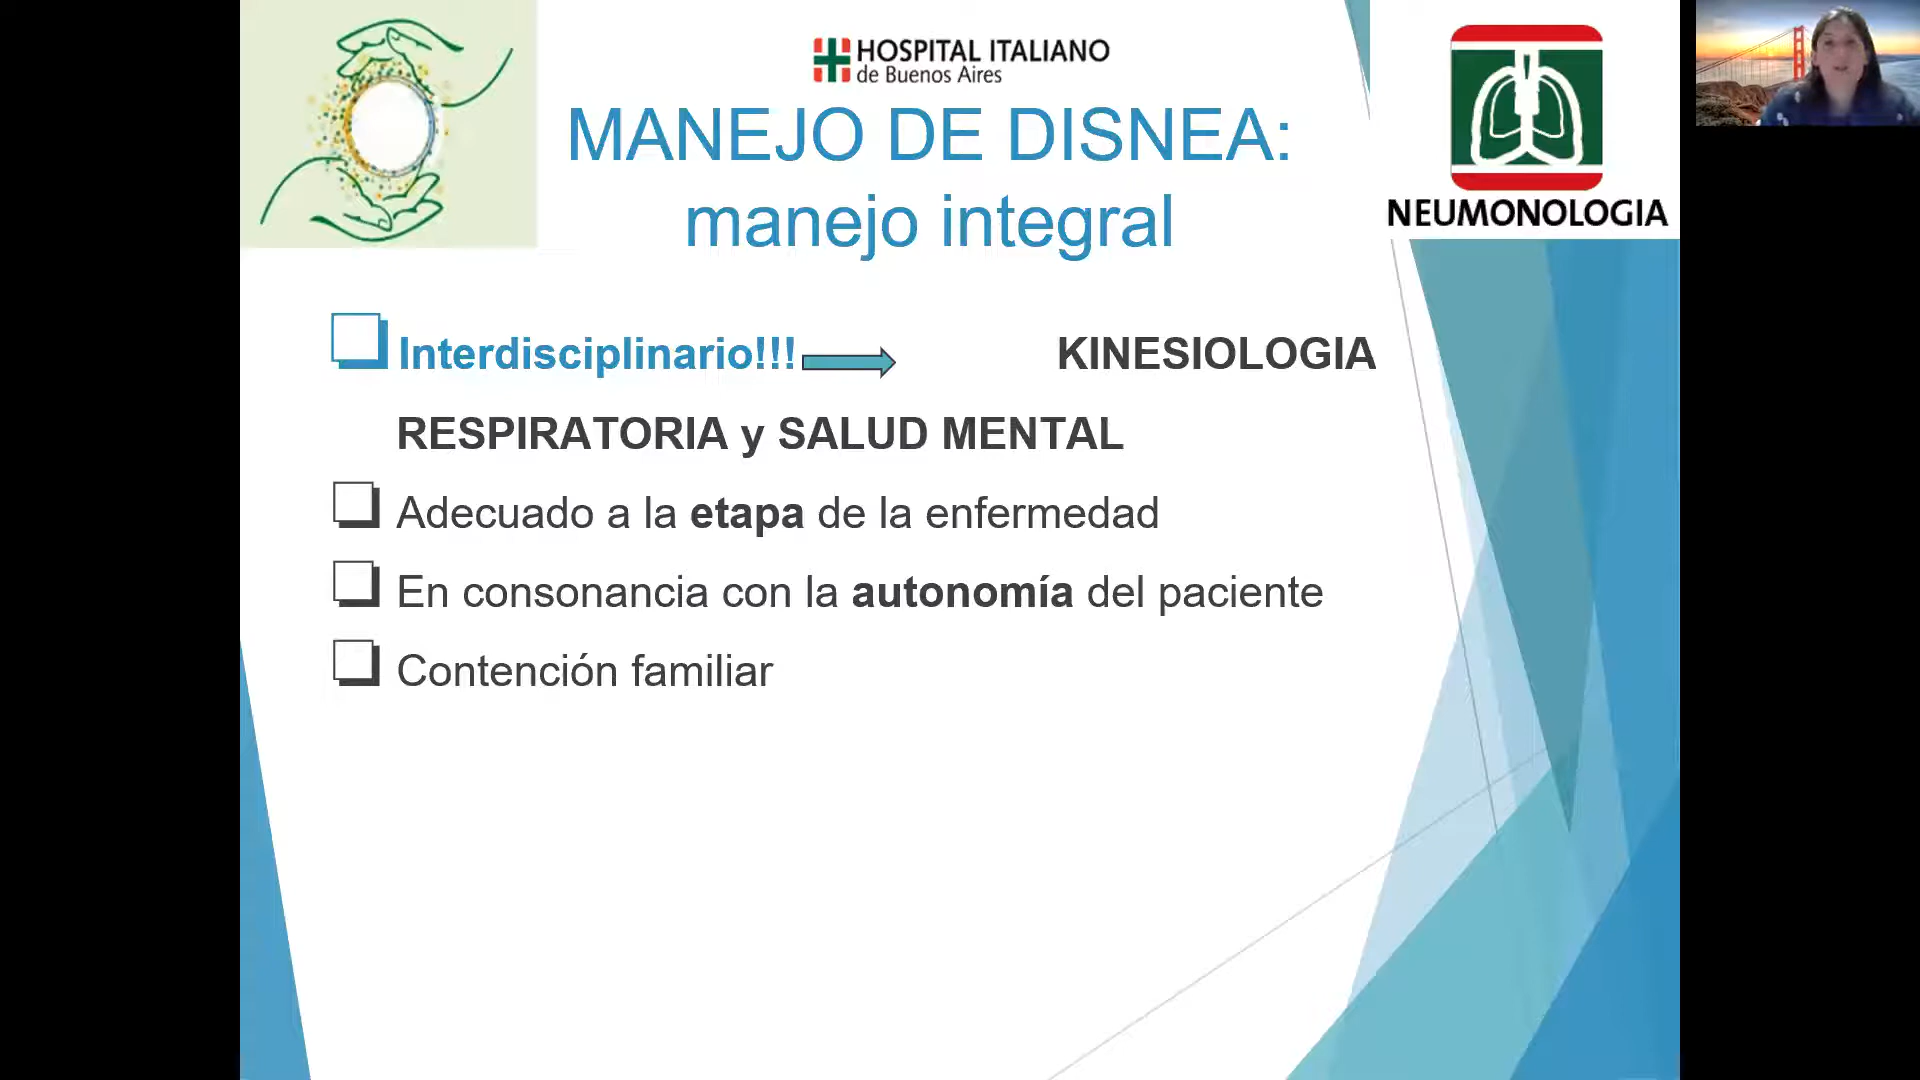 HOSPITAL ITALIANO
de Buenos Aires
MANEJO DE DISNEA:
manejo integral
NEUMONOLOGIA
Interdisciplinario!!! KINESIOLOGIA
RESPIRATORIA y SALUD MENTAL
Adecuado a la etapa de la enfermedad
En consonancia con la autonomía del paciente
Contención familiar